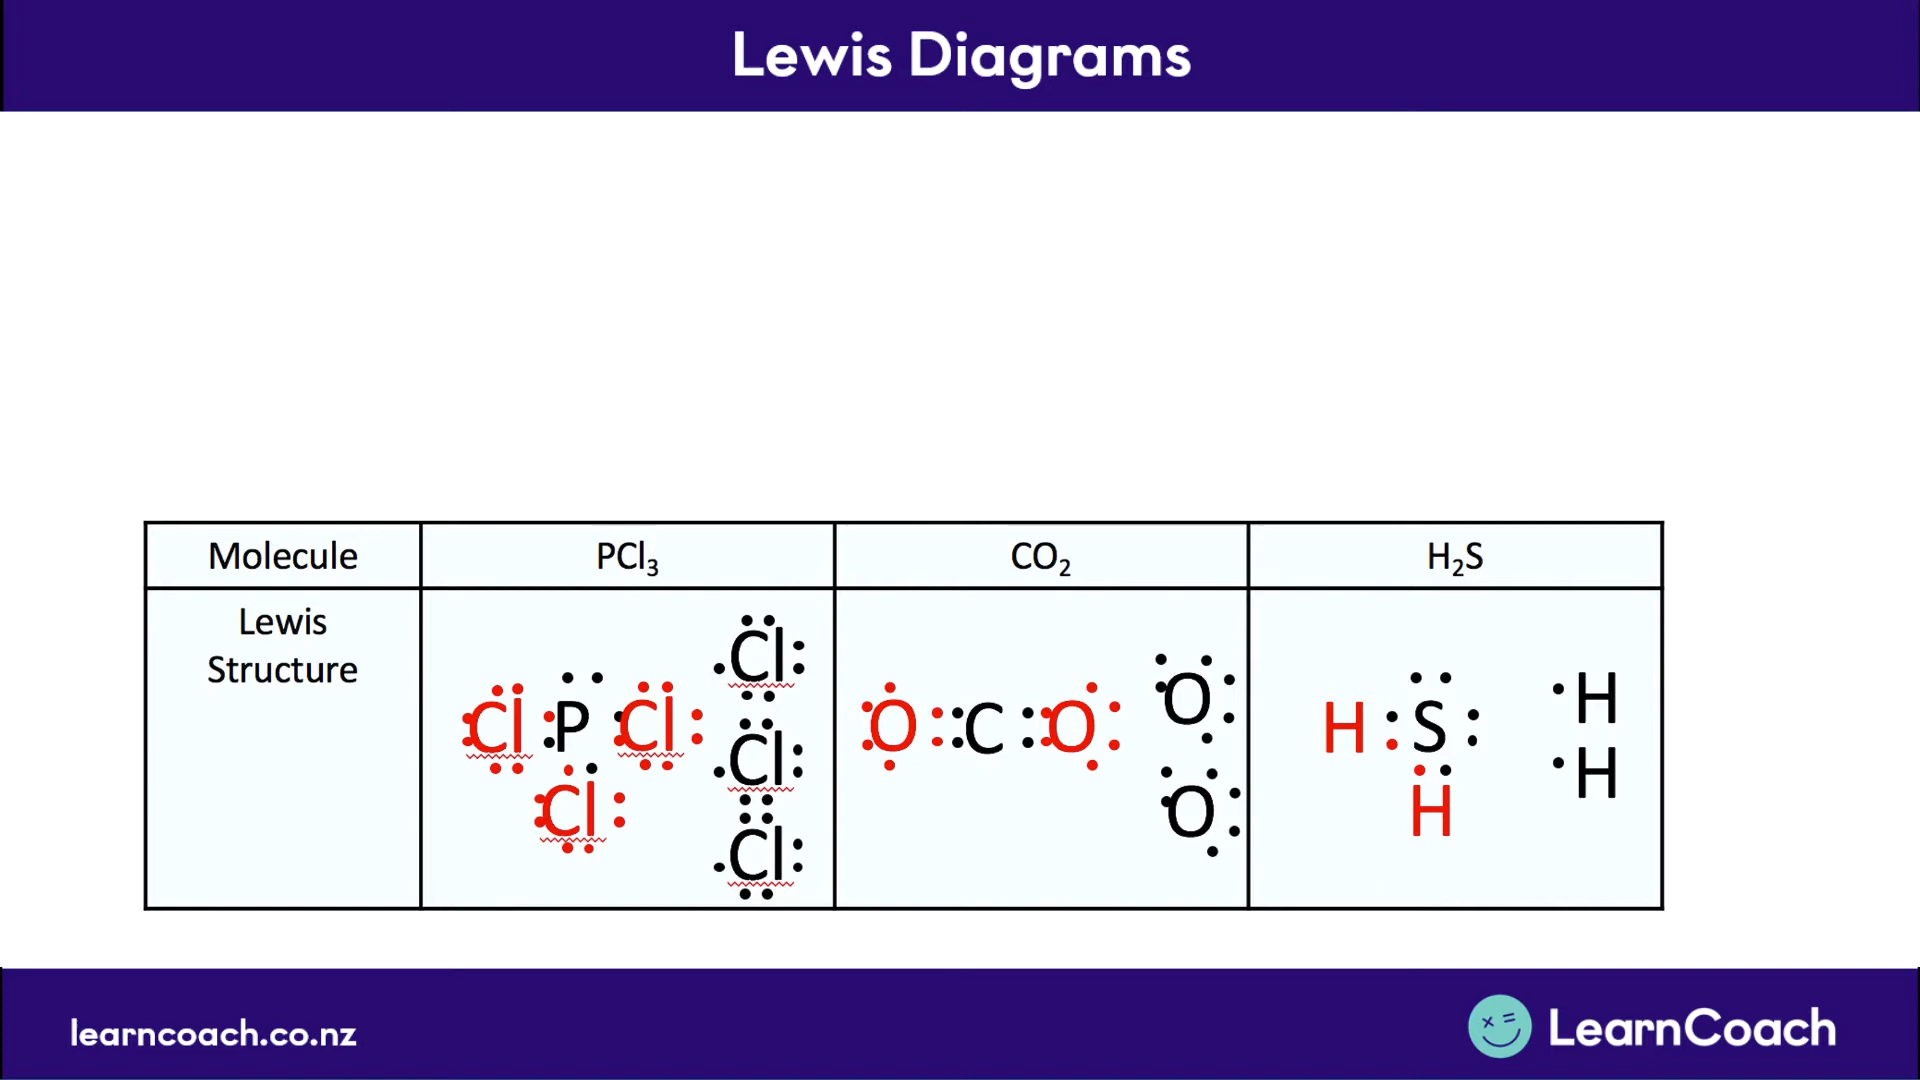 Lewis Diagrams
Molecule PCl₃ CO₂ H₂S
Lewis
Structure
Cl P Cl
Cl
Cl
Cl
Cl
O C O
O
O
H S
H
H
H
learncoach.co.nz
LearnCoach